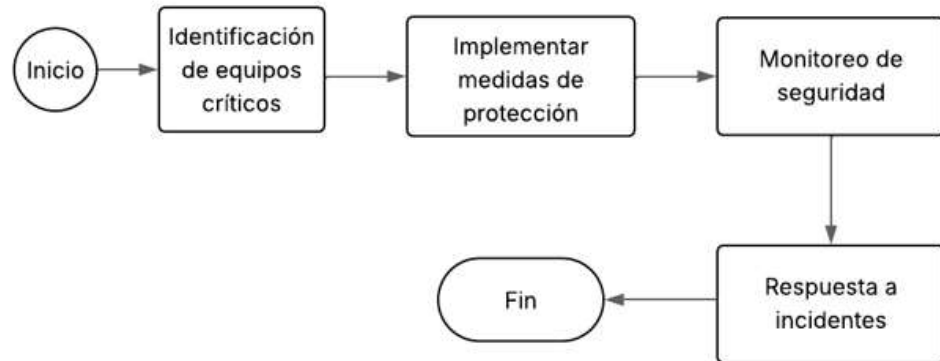 Inicio
Identificación
de equipos
críticos
Implementar
medidas de
protección
Monitoreo de
seguridad
Respuesta a
incidentes
Fin